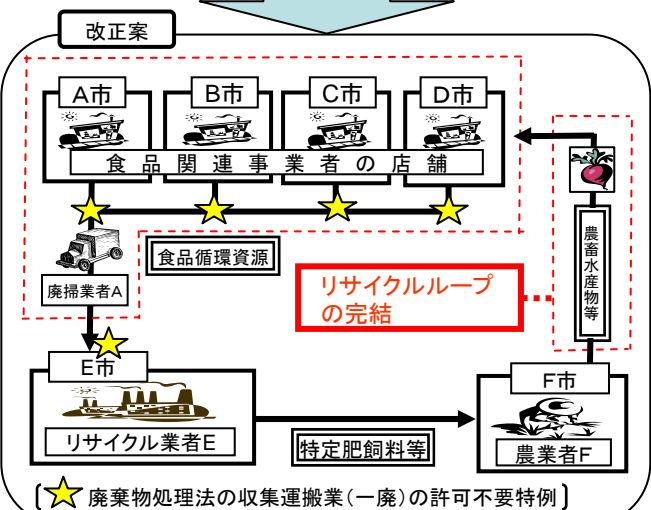 改正案
A市
B市
C市
D市
食品関連事業者の店舗
食品循環資源
廃掃業者A
リサイクルループ
の完結
農畜水産物等
E市
リサイクル業者E
特定肥飼料等
F市
農業者F
〔 廃棄物処理法の収集運搬業(一廃)の許可不要特例〕